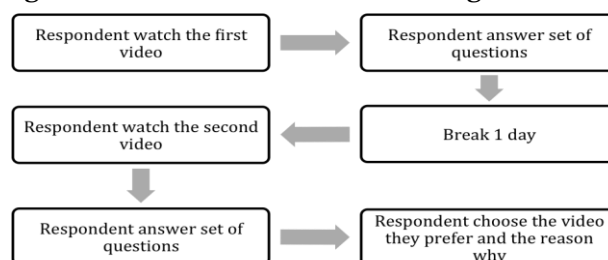 Respondent watch the first
video
Respondent answer set of
questions
Break 1 day
Respondent watch the second
video
Respondent answer set of
questions
Respondent choose the video
they prefer and the reason
why